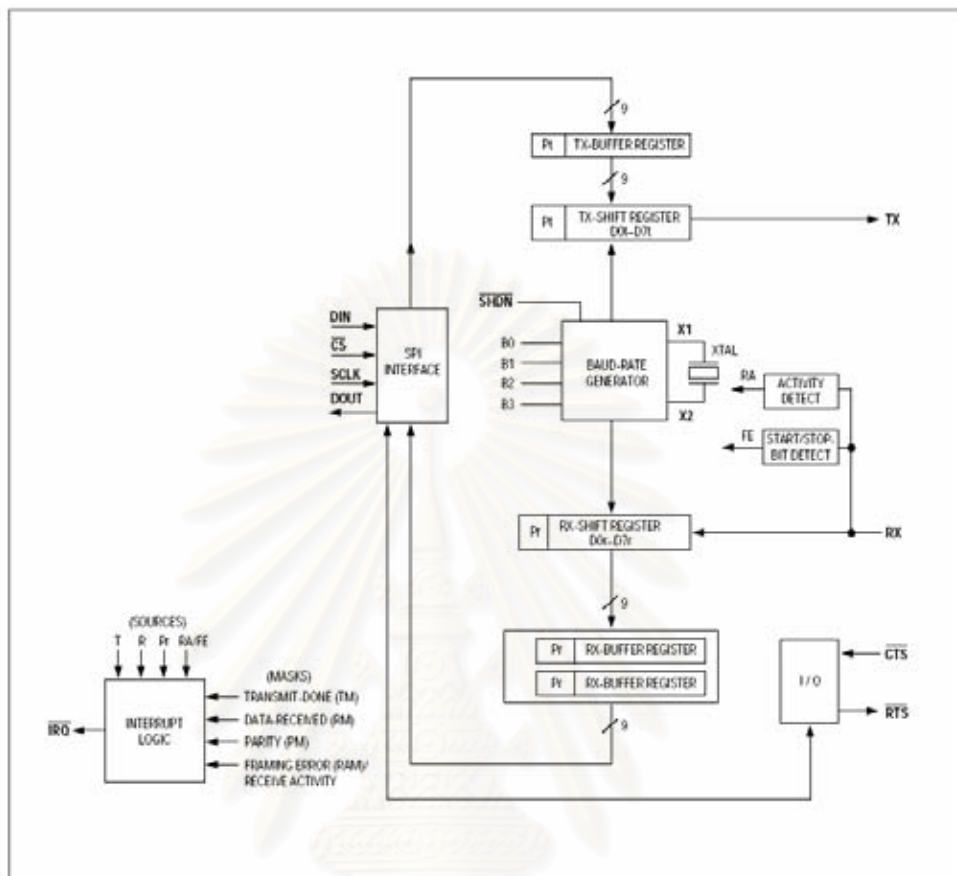 9
Pt TX-BUFFER REGISTER
9
Pt TX-SHIFT REGISTER
D0t–D7t
TX
SHDN
DIN
CS
SCLK
DOUT
SPI
INTERFACE
B0
B1
B2
B3
BAUD-RATE
GENERATOR
X1
XTAL
X2
RA
ACTIVITY
DETECT
FE
START/STOP-
BIT DETECT
Pr RX-SHIFT REGISTER
D0r–D7r
RX
9
Pr RX-BUFFER REGISTER
Pr RX-BUFFER REGISTER
9
I / O
CTS
RTS
(SOURCES)
T R Pr RA/FE
(MASKS)
TRANSMIT-DONE (TM)
DATA-RECEIVED (RM)
PARITY (PM)
FRAMING ERROR (RAM)/
RECEIVE ACTIVITY
INTERRUPT
LOGIC
IRQ